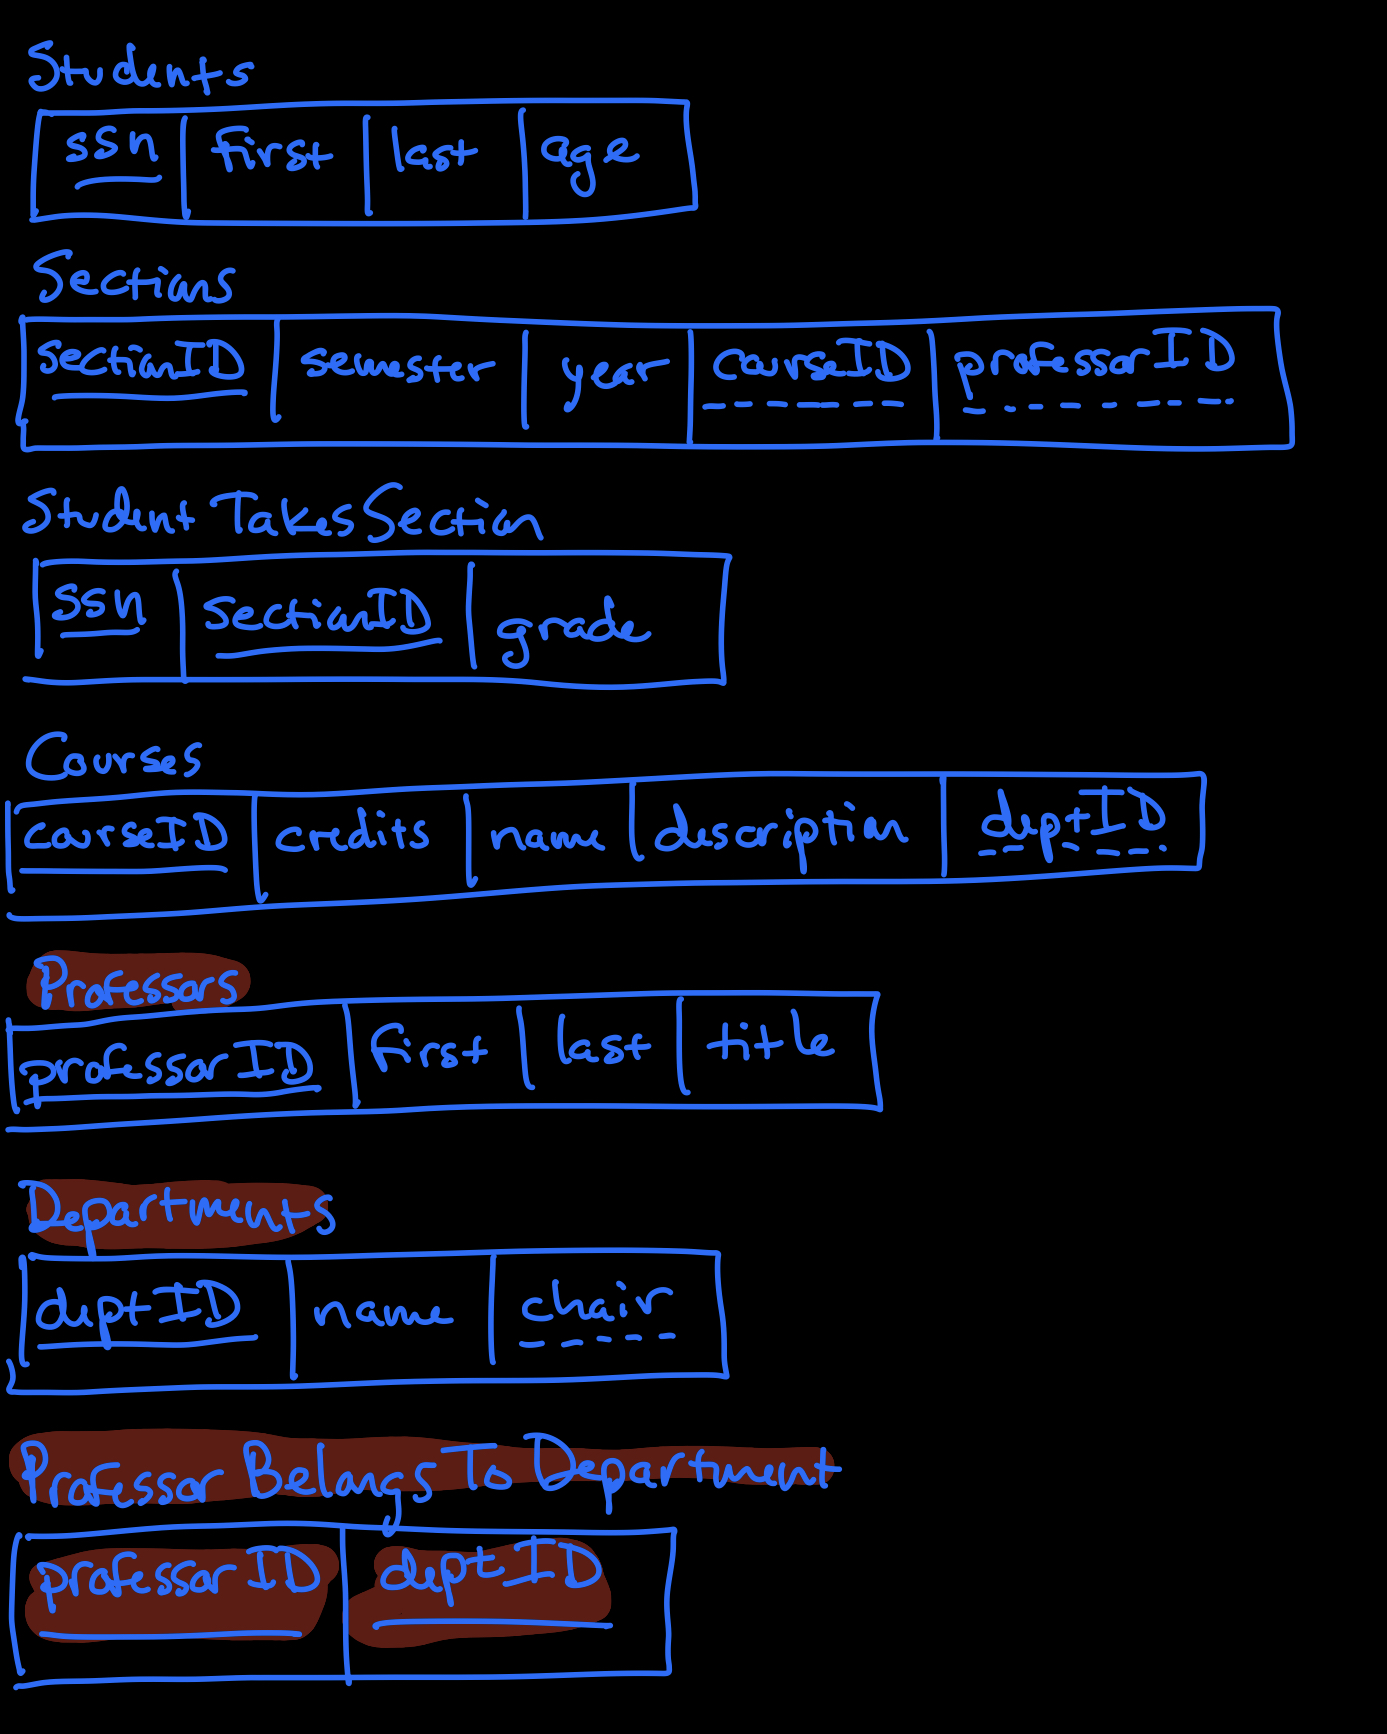 Students
ssn first last age
Sections
sectionID semester year courseID professorID
Student Takes Section
ssn sectionID grade
Courses
courseID credits name description deptID
Professors
professorID first last title
Departments
deptID name chair
Professor Belongs To Department
professorID deptID